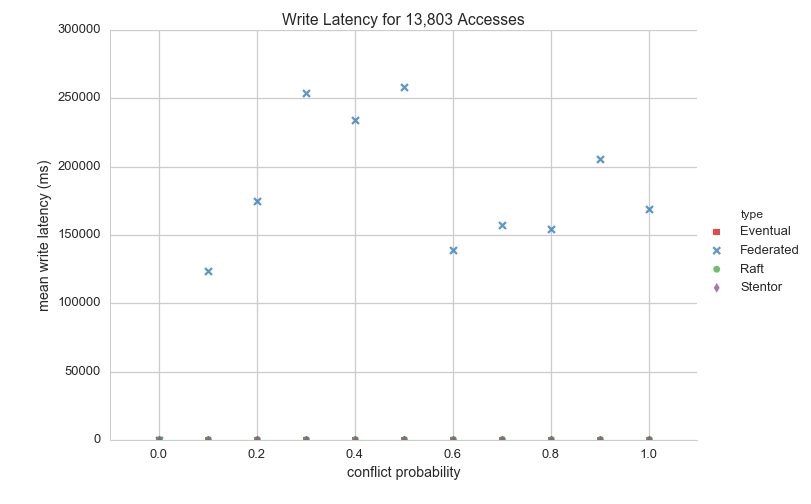 Write Latency for 13,803 Accesses
300000
250000
200000
150000
100000
50000
0
mean write latency (ms)
0.0 0.2 0.4 0.6 0.8 1.0
conflict probability
type
Eventual
Federated
Raft
Stentor